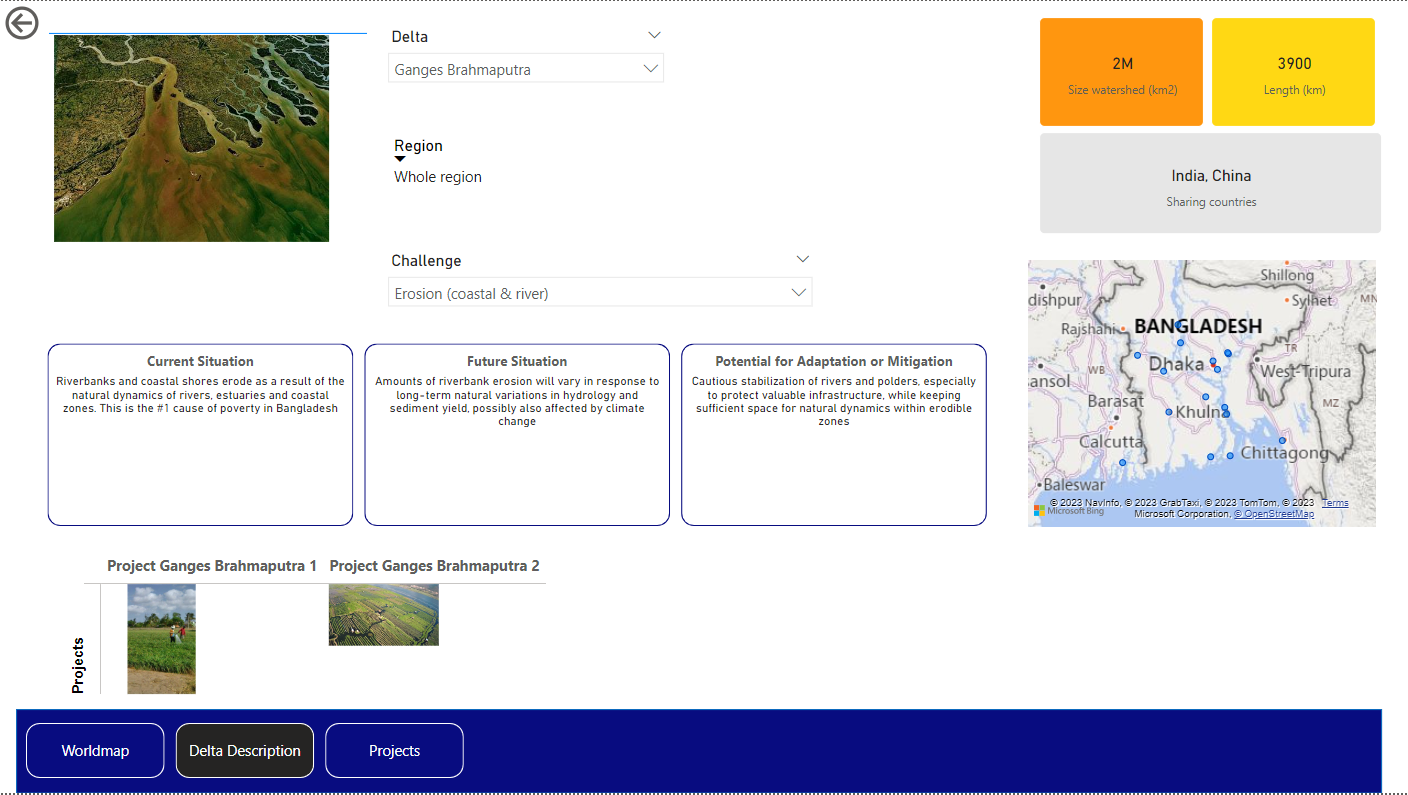 Delta
Ganges Brahmaputra
Region
Whole region
Challenge
Erosion (coastal & river)
2M
Size watershed (km2)
3900
Length (km)
India, China
Sharing countries
Current Situation
Riverbanks and coastal shores erode as a result of the
natural dynamics of rivers, estuaries and coastal
zones. This is the #1 cause of poverty in Bangladesh
Future Situation
Amounts of riverbank erosion will vary in response to
long-term natural variations in hydrology and
sediment yield, possibly also affected by climate
change
Potential for Adaptation or Mitigation
Cautious stabilization of rivers and polders, especially
to protect valuable infrastructure, while keeping
sufficient space for natural dynamics within erodible
zones
Shillong
dishpur
Sylhet
MN
Rajshahi
BANGLADESH
TR
Dhaka
WB
West-Tripura
ansol
Barasat
MZ
Khulna
Calcutta
Chittagong
Baleswar
© 2023 NavInfo, © 2023 GrabTaxi, © 2023 TomTom, © 2023 Terms
Microsoft Bing
Microsoft Corporation, © OpenStreetMap
Project Ganges Brahmaputra 1
Project Ganges Brahmaputra 2
Projects
Worldmap
Delta Description
Projects